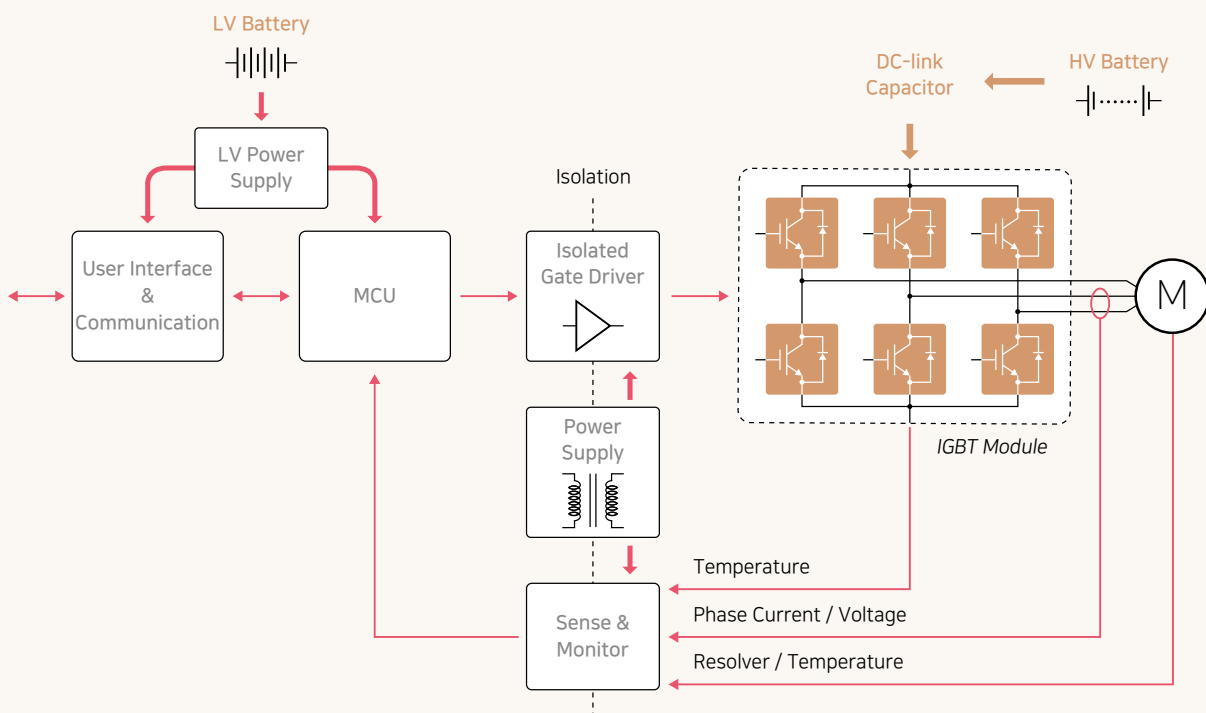 LV Battery
DC-link
Capacitor
HV Battery
LV Power
Supply
Isolation
User Interface
&
Communication
MCU
Isolated
Gate Driver
M
IGBT Module
Power
Supply
Temperature
Sense &
Monitor
Phase Current / Voltage
Resolver / Temperature